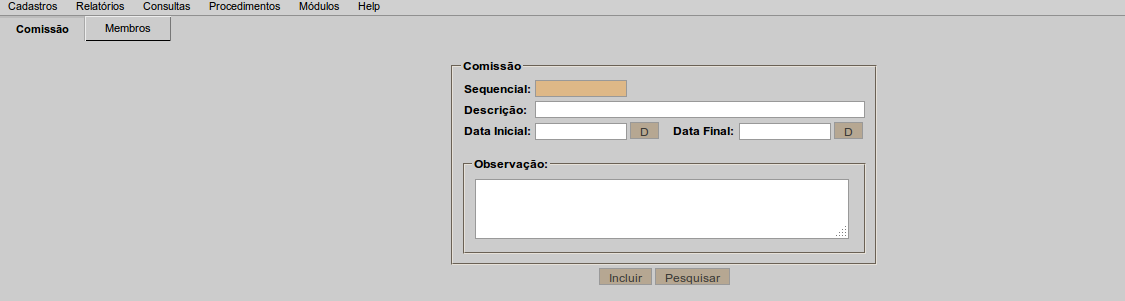 Cadastros Relatórios Consultas Procedimentos Módulos Help
Comissão Membros
Comissão
Sequencial:
Descrição:
Data Inicial: D Data Final: D
Observação:
Incluir Pesquisar